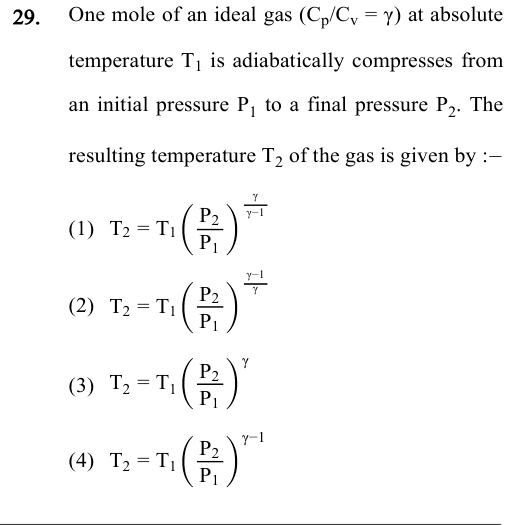 29. One mole of an ideal gas (Cp/Cv = γ) at absolute
temperature T1 is adiabatically compresses from
an initial pressure P1 to a final pressure P2. The
resulting temperature T2 of the gas is given by :–
(1) T2 = T1 (P2/P1)^(γ/(γ–1))
(2) T2 = T1 (P2/P1)^((γ–1)/γ)
(3) T2 = T1 (P2/P1)^γ
(4) T2 = T1 (P2/P1)^(γ–1)